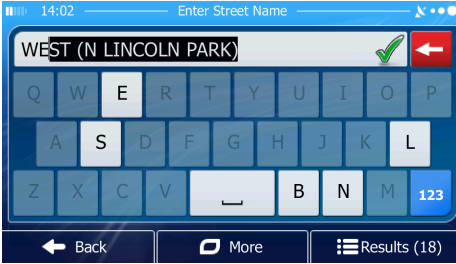 14:02 Enter Street Name
WEST (N LINCOLN PARK)
Q W E R T Y U I O P
A S D F G H J K L
Z X C V B N M 123
Back More Results (18)